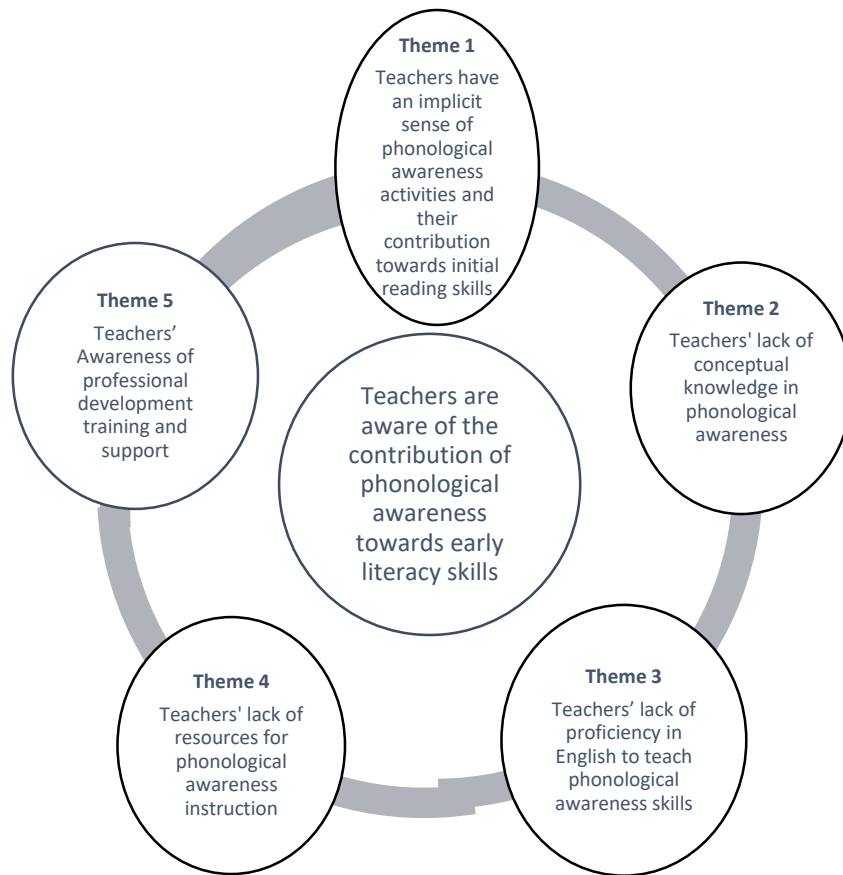 Theme 1
Teachers have
an implicit
sense of
phonological
awareness
activities and
their
contribution
towards initial
reading skills
Theme 2
Teachers' lack of
conceptual
knowledge in
phonological
awareness
Theme 3
Teachers’ lack of
proficiency in
English to teach
phonological
awareness skills
Theme 4
Teachers' lack of
resources for
phonological
awareness
instruction
Theme 5
Teachers’
Awareness of
professional
development
training and
support
Teachers are
aware of the
contribution of
phonological
awareness
towards early
literacy skills